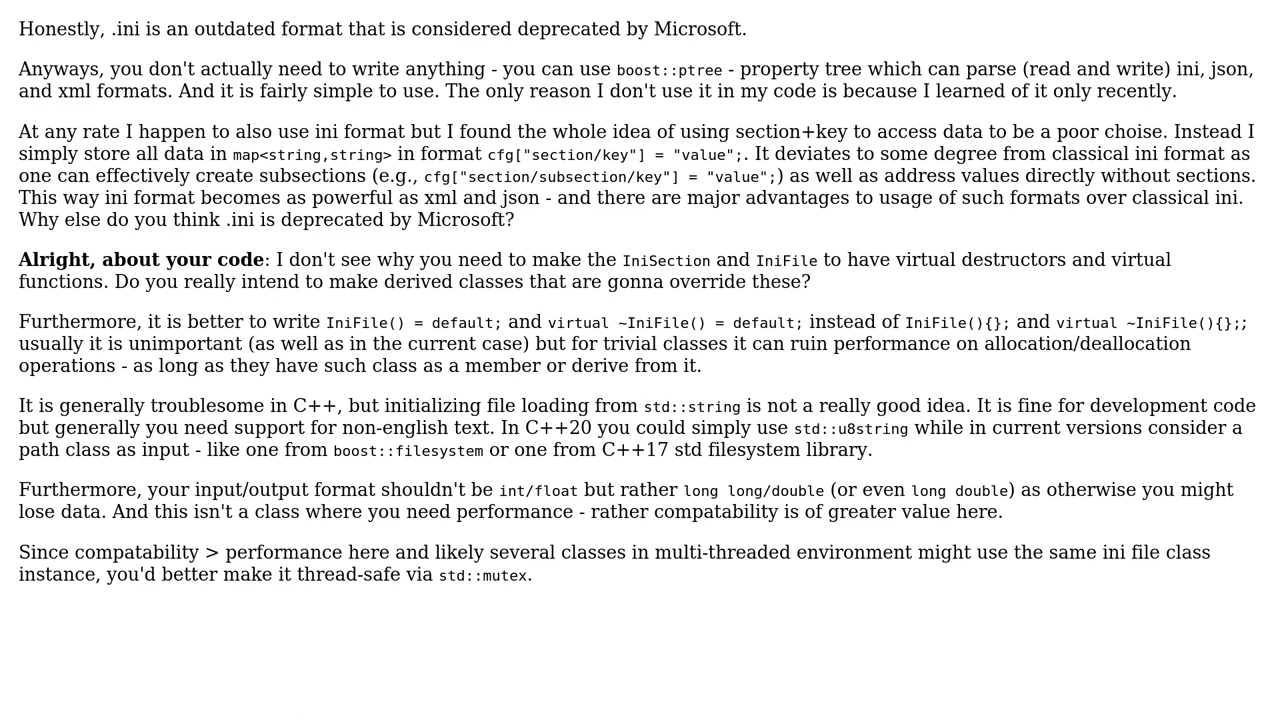 Honestly, .ini is an outdated format that is considered deprecated by Microsoft.
Anyways, you don't actually need to write anything - you can use boost::ptree - property tree which can parse (read and write) ini, json,
and xml formats. And it is fairly simple to use. The only reason I don't use it in my code is because I learned of it only recently.
At any rate I happen to also use ini format but I found the whole idea of using section+key to access data to be a poor choise. Instead I
simply store all data in map<string,string> in format cfg["section/key"] = "value";. It deviates to some degree from classical ini format as
one can effectively create subsections (e.g., cfg["section/subsection/key"] = "value";) as well as address values directly without sections.
This way ini format becomes as powerful as xml and json - and there are major advantages to usage of such formats over classical ini.
Why else do you think .ini is deprecated by Microsoft?
Alright, about your code: I don't see why you need to make the IniSection and IniFile to have virtual destructors and virtual
functions. Do you really intend to make derived classes that are gonna override these?
Furthermore, it is better to write IniFile() = default; and virtual ~IniFile() = default; instead of IniFile(){}; and virtual ~IniFile(){};;
usually it is unimportant (as well as in the current case) but for trivial classes it can ruin performance on allocation/deallocation
operations - as long as they have such class as a member or derive from it.
It is generally troublesome in C++, but initializing file loading from std::string is not a really good idea. It is fine for development code
but generally you need support for non-english text. In C++20 you could simply use std::u8string while in current versions consider a
path class as input - like one from boost::filesystem or one from C++17 std filesystem library.
Furthermore, your input/output format shouldn't be int/float but rather long long/double (or even long double) as otherwise you might
lose data. And this isn't a class where you need performance - rather compatability is of greater value here.
Since compatability > performance here and likely several classes in multi-threaded environment might use the same ini file class
instance, you'd better make it thread-safe via std::mutex.